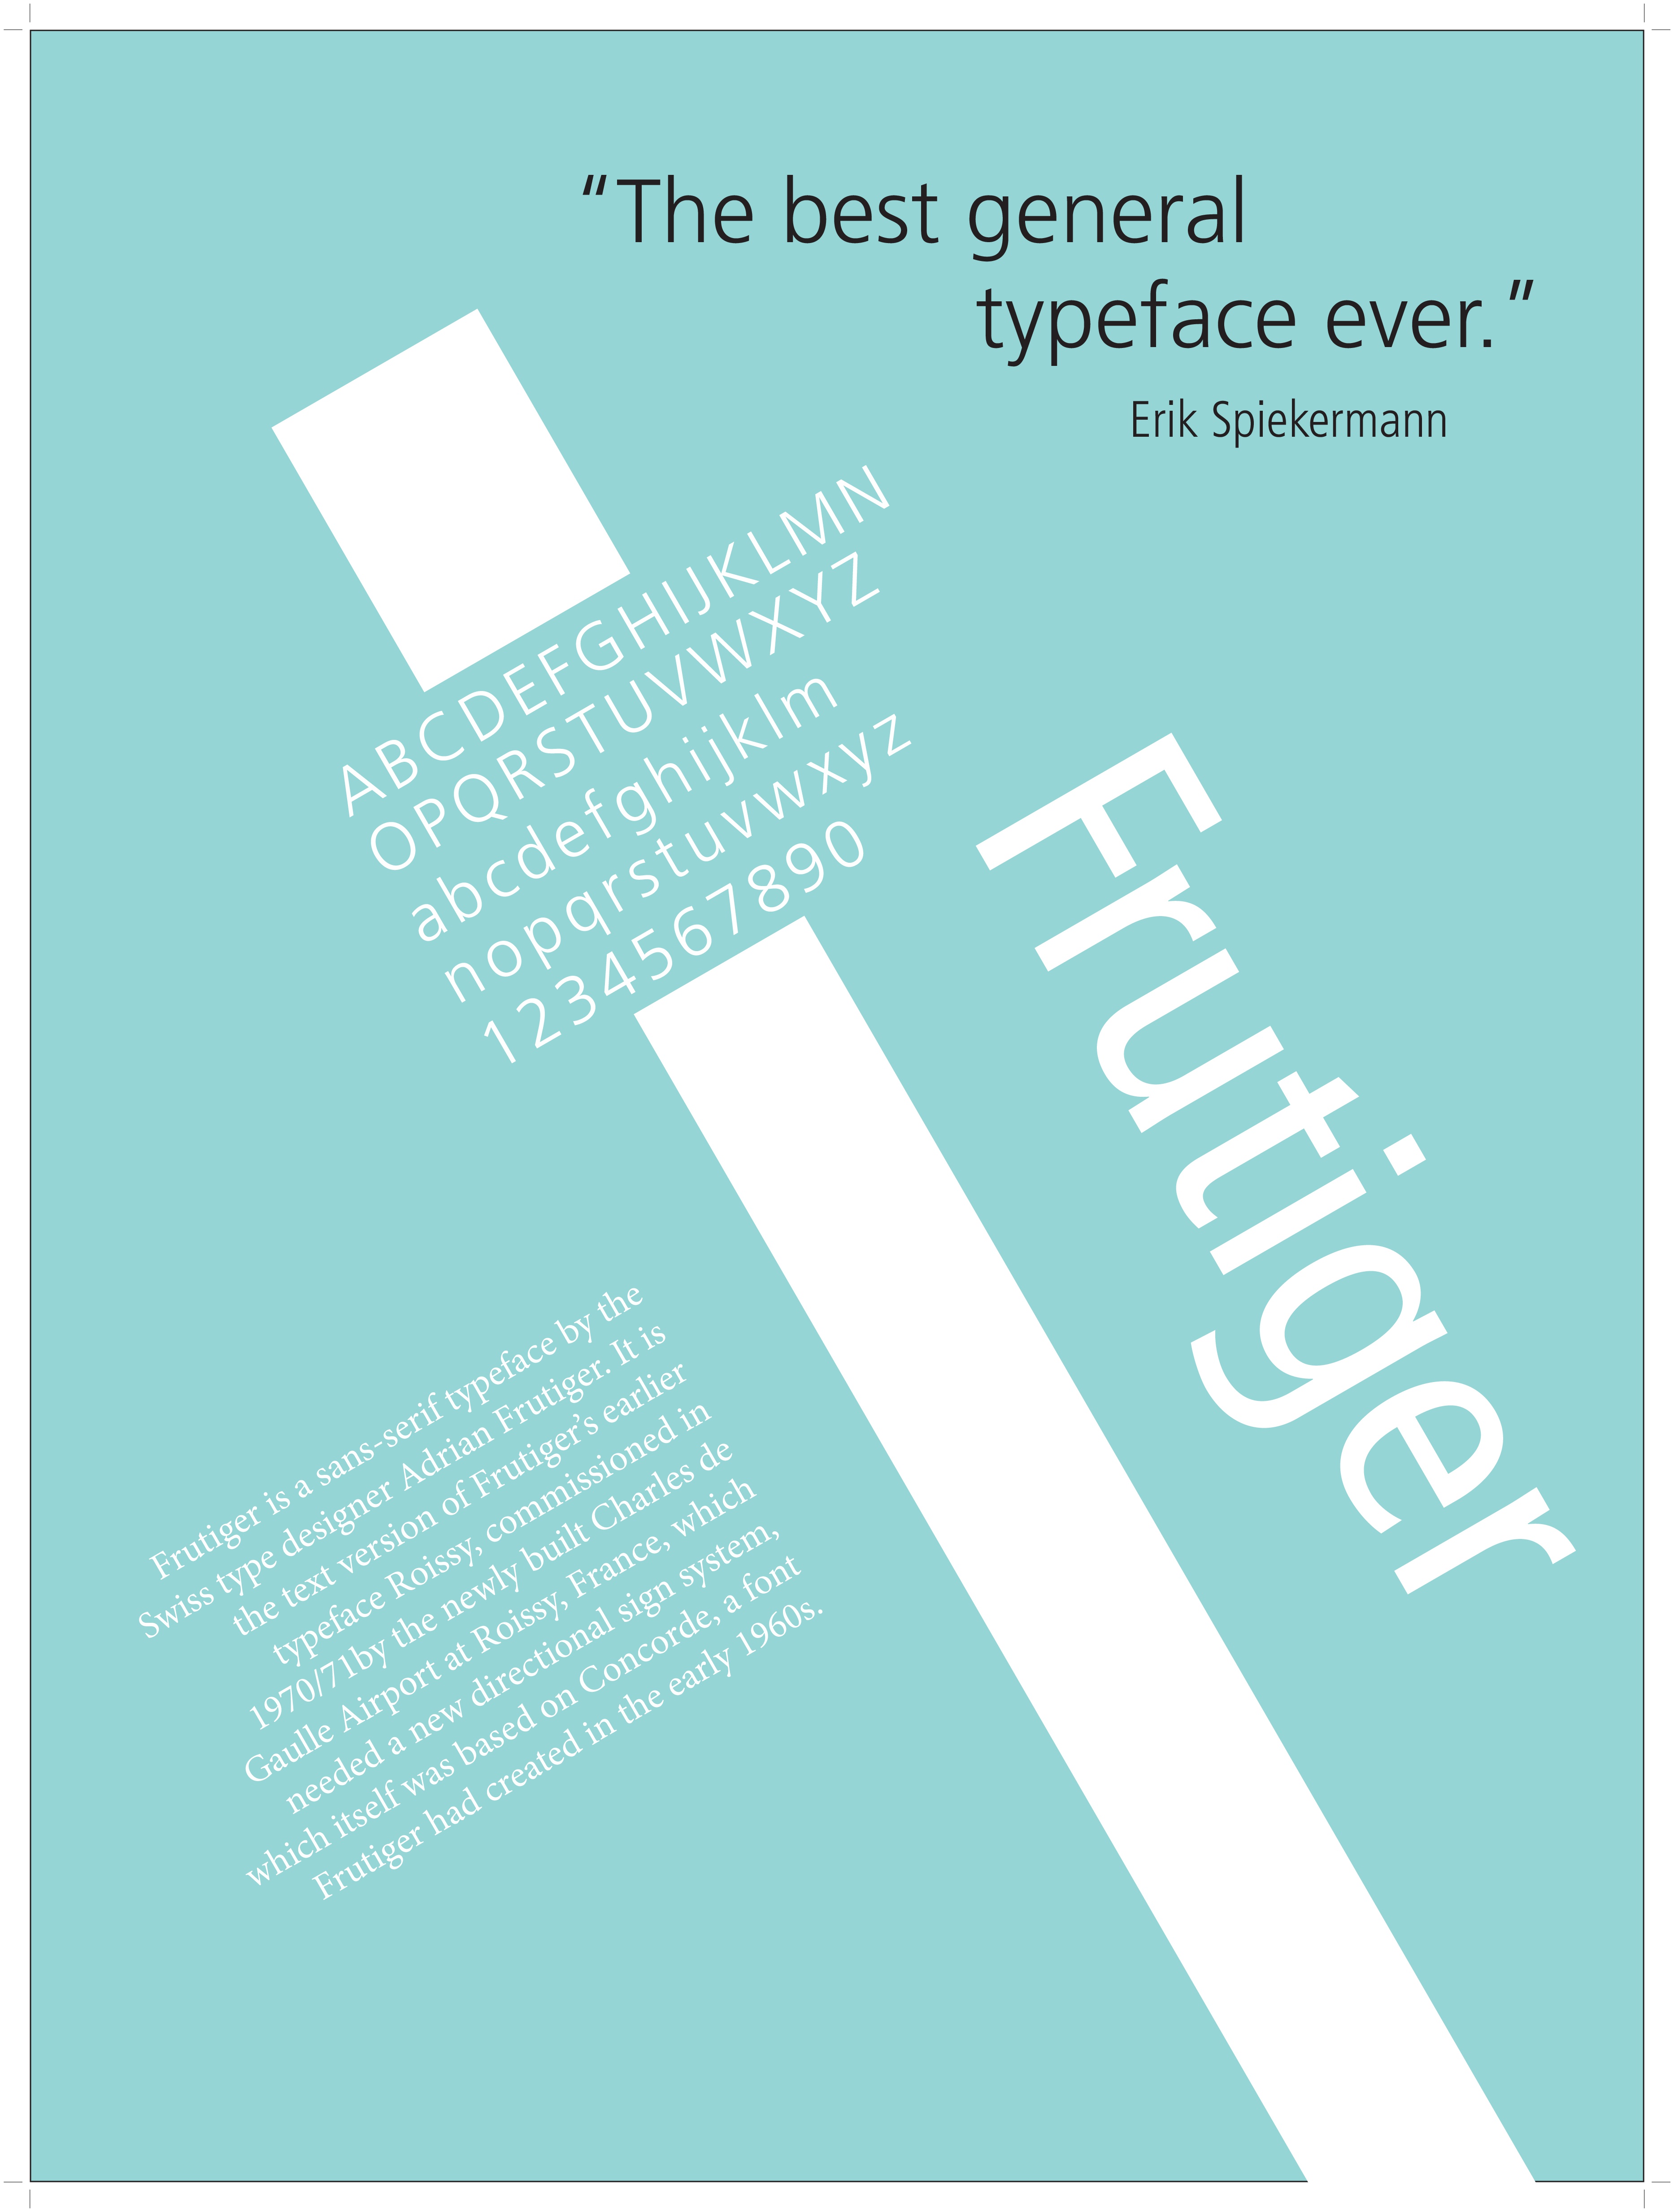 “The best general
typeface ever.”
Erik Spiekermann
ABCDEFGHIJKLMN
OPQRSTUVWXYZ
abcdefghijklm
nopqrstuvwxyz
1234567890
Frutiger
Frutiger is a sans-serif typeface by the
Swiss type designer Adrian Frutiger. It is
the text version of Frutiger’s earlier
typeface Roissy, commissioned in
1970/71by the newly built Charles de
Gaulle Airport at Roissy, France, which
needed a new directional sign system,
which itself was based on Concorde, a font
Frutiger had created in the early 1960s.